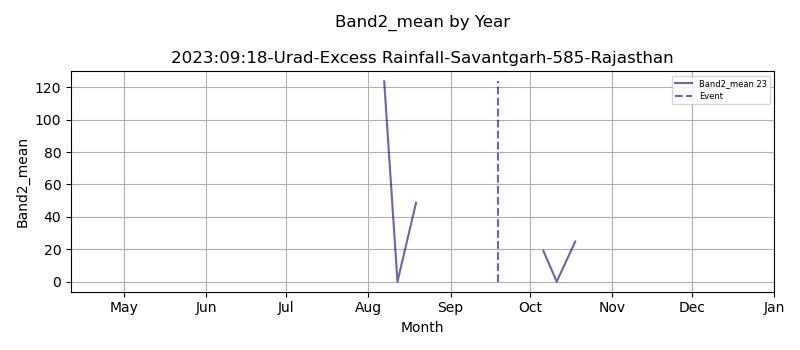 Band2_mean by Year
2023:09:18-Urad-Excess Rainfall-Savantgarh-585-Rajasthan
Band2_mean 23
Event
120
100
80
60
40
20
0
Band2_mean
May Jun Jul Aug Sep Oct Nov Dec Jan
Month